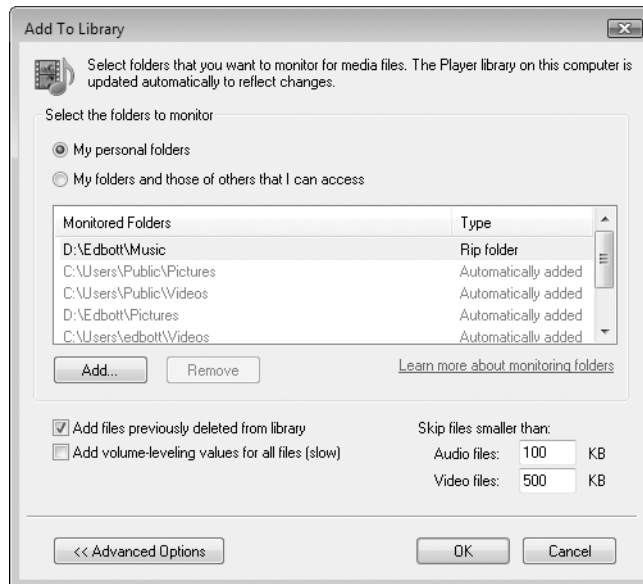 Add To Library
Select folders that you want to monitor for media files. The Player library on this computer is
updated automatically to reflect changes.
Select the folders to monitor
My personal folders
My folders and those of others that I can access
Monitored Folders Type
D:\Edbott\Music Rip folder
C:\Users\Public\Pictures Automatically added
C:\Users\Public\Videos Automatically added
D:\Edbott\Pictures Automatically added
C:\Users\edbott\Videos Automatically added
Add... Remove Learn more about monitoring folders
Add files previously deleted from library Skip files smaller than:
Add volume-leveling values for all files (slow) Audio files: 100 KB
Video files: 500 KB
<< Advanced Options OK Cancel